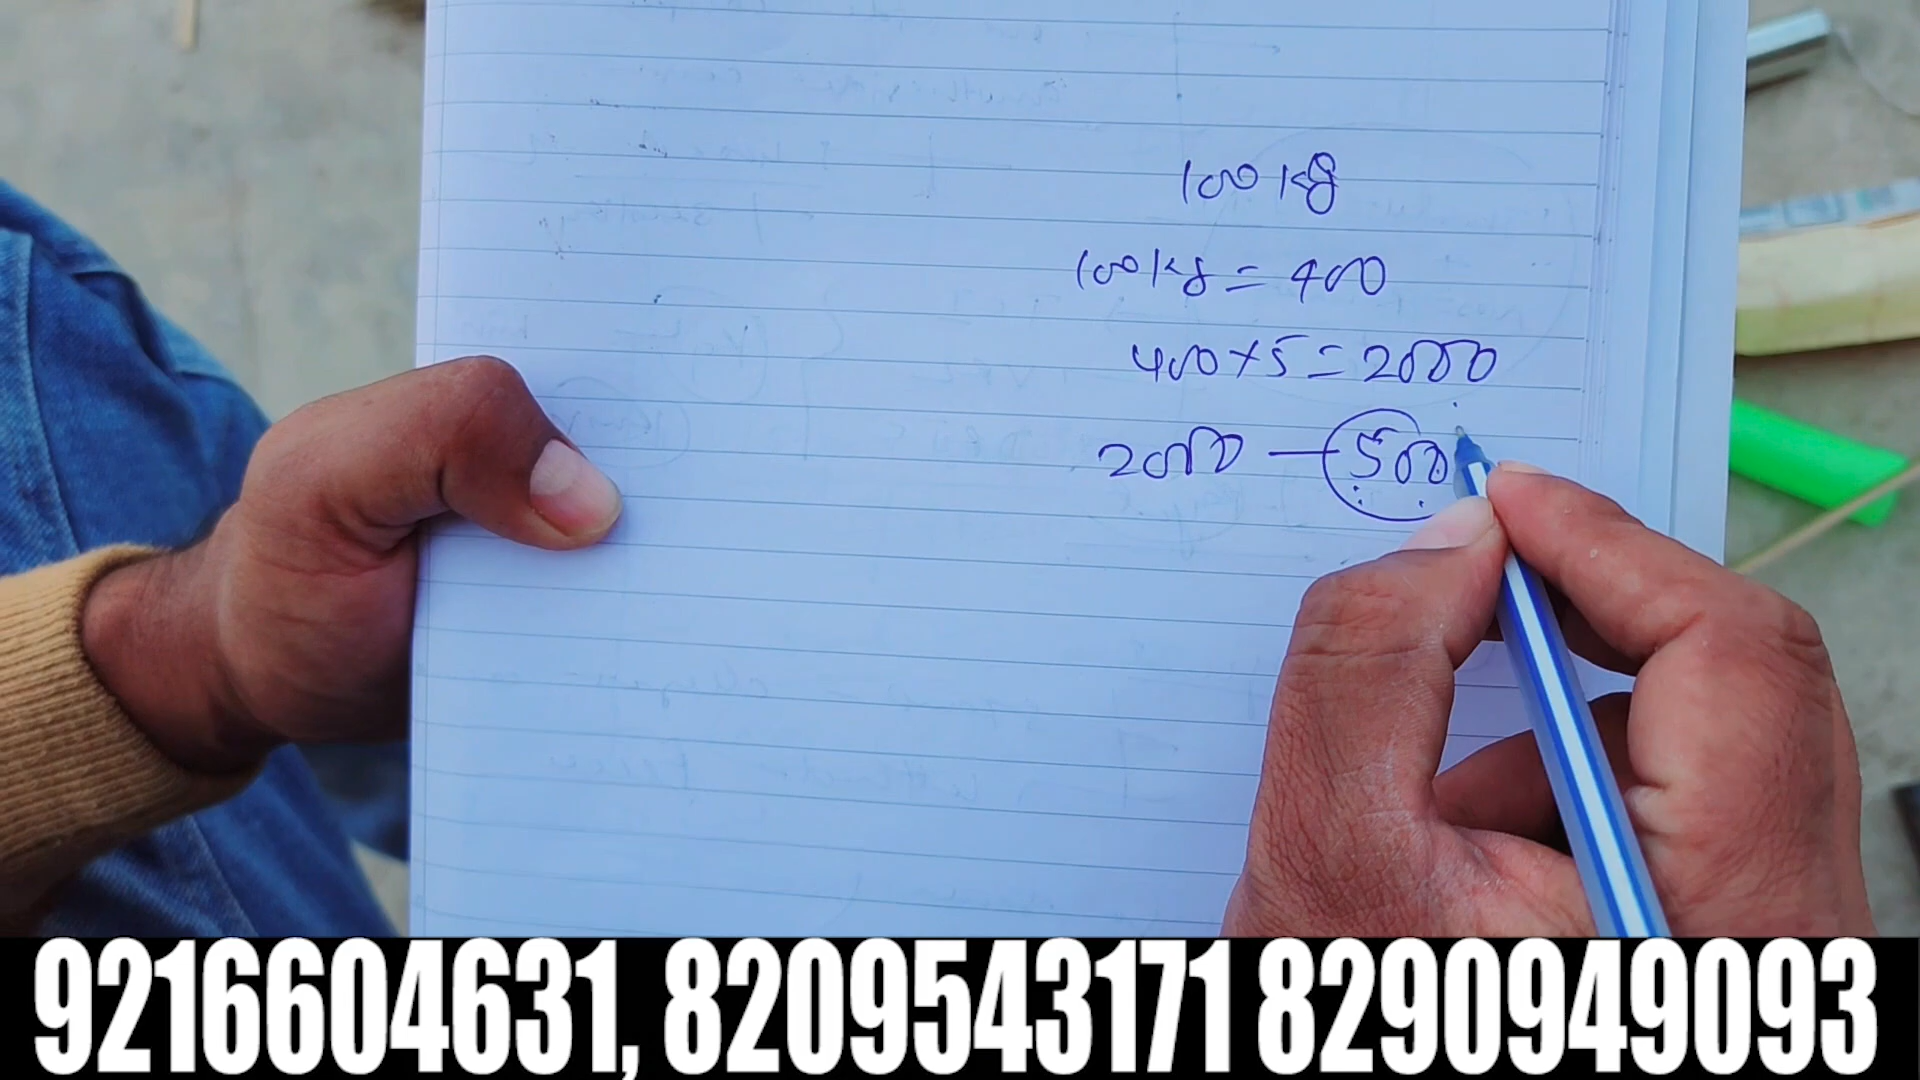 100 kg
100 kg = 400
400 × 5 = 2000
2000 — 500
9216604631, 8209543171 8290949093